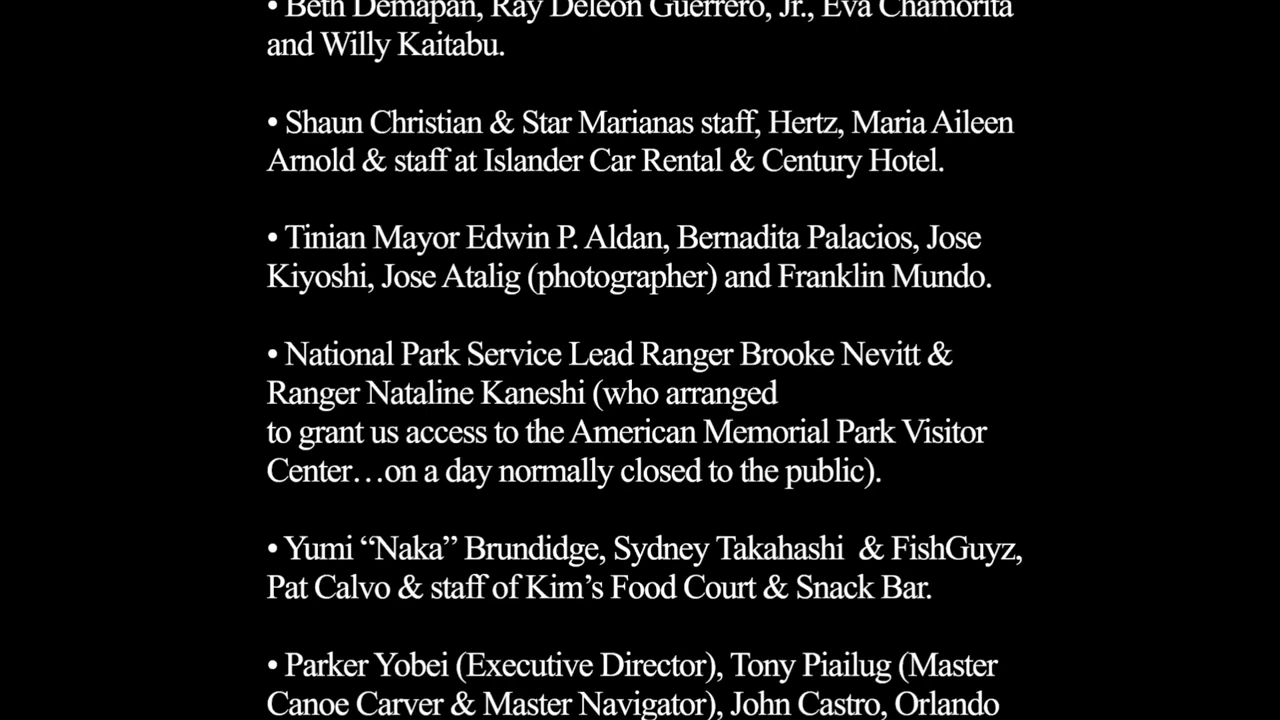 • Beth Demapan, Ray Deleon Guerrero, Jr., Eva Chamorita
and Willy Kaitabu.
• Shaun Christian & Star Marianas staff, Hertz, Maria Aileen
Arnold & staff at Islander Car Rental & Century Hotel.
• Tinian Mayor Edwin P. Aldan, Bernadita Palacios, Jose
Kiyoshi, Jose Atalig (photographer) and Franklin Mundo.
• National Park Service Lead Ranger Brooke Nevitt &
Ranger Nataline Kaneshi (who arranged
to grant us access to the American Memorial Park Visitor
Center…on a day normally closed to the public).
• Yumi “Naka” Brundidge, Sydney Takahashi & FishGuyz,
Pat Calvo & staff of Kim’s Food Court & Snack Bar.
• Parker Yobei (Executive Director), Tony Piailug (Master
Canoe Carver & Master Navigator), John Castro, Orlando